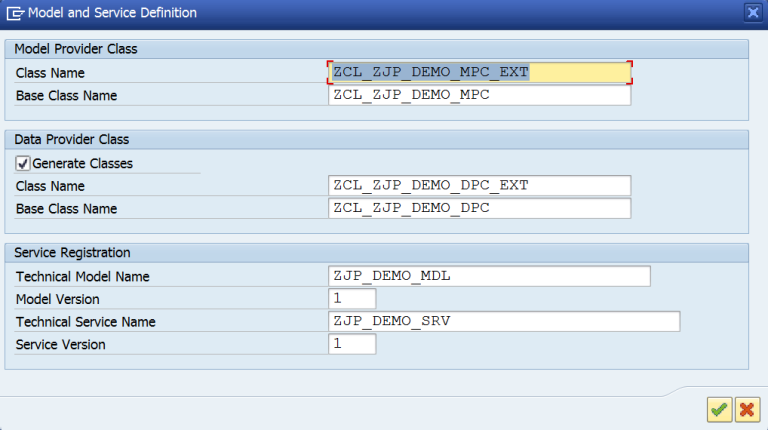 Model and Service Definition
Model Provider Class
Class Name ZCL_ZJP_DEMO_MPC_EXT
Base Class Name ZCL_ZJP_DEMO_MPC
Data Provider Class
Generate Classes
Class Name ZCL_ZJP_DEMO_DPC_EXT
Base Class Name ZCL_ZJP_DEMO_DPC
Service Registration
Technical Model Name ZJP_DEMO_MDL
Model Version 1
Technical Service Name ZJP_DEMO_SRV
Service Version 1